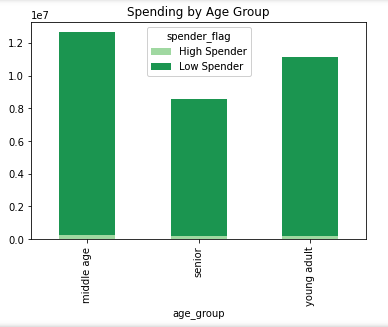 Spending by Age Group
1e7
spender_flag
High Spender
Low Spender
1.2
1.0
0.8
0.6
0.4
0.2
0.0
middle age
senior
young adult
age_group